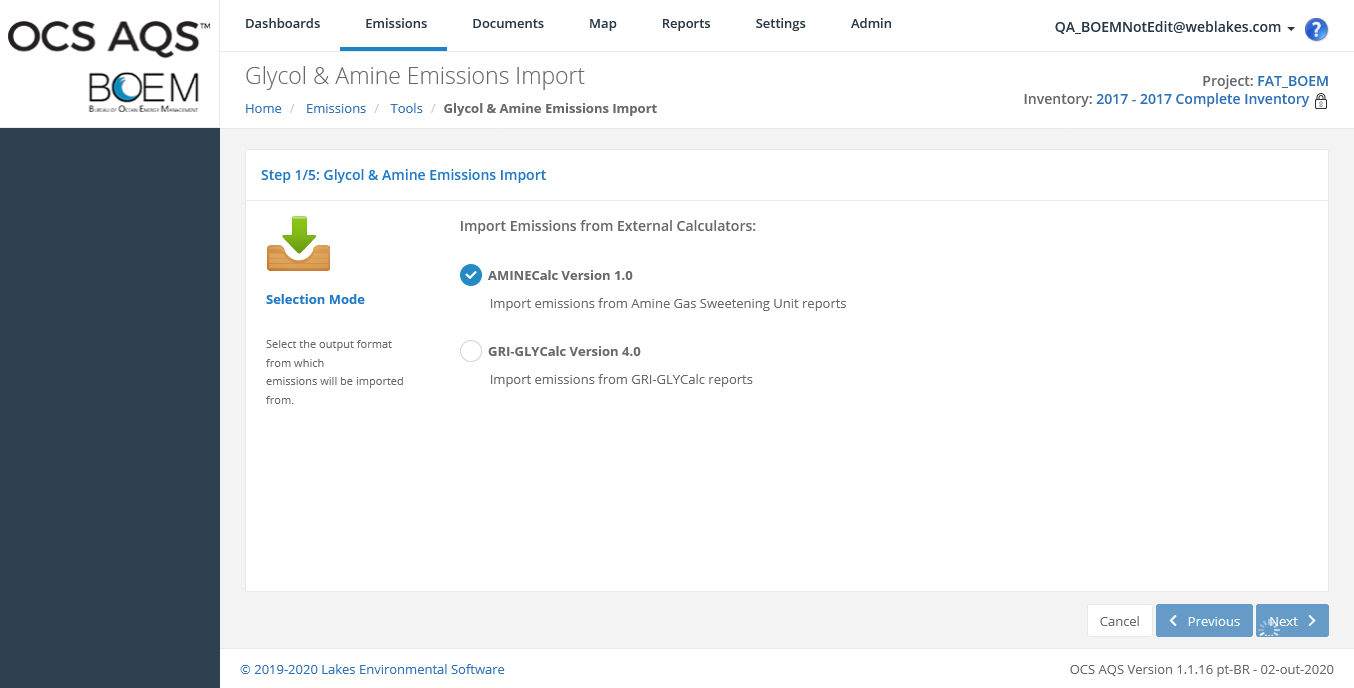 OCS AQS™
BOEM
Bureau of Ocean Energy Management
Dashboards Emissions Documents Map Reports Settings Admin
QA_BOEMNotEdit@weblakes.com ?
Glycol & Amine Emissions Import
Home / Emissions / Tools / Glycol & Amine Emissions Import
Project: FAT_BOEM
Inventory: 2017 - 2017 Complete Inventory
Step 1/5: Glycol & Amine Emissions Import
Selection Mode
Select the output format
from which
emissions will be imported
from.
Import Emissions from External Calculators:
AMINECalc Version 1.0
Import emissions from Amine Gas Sweetening Unit reports
GRI-GLYCalc Version 4.0
Import emissions from GRI-GLYCalc reports
Cancel Previous Next
© 2019-2020 Lakes Environmental Software
OCS AQS Version 1.1.16 pt-BR - 02-out-2020